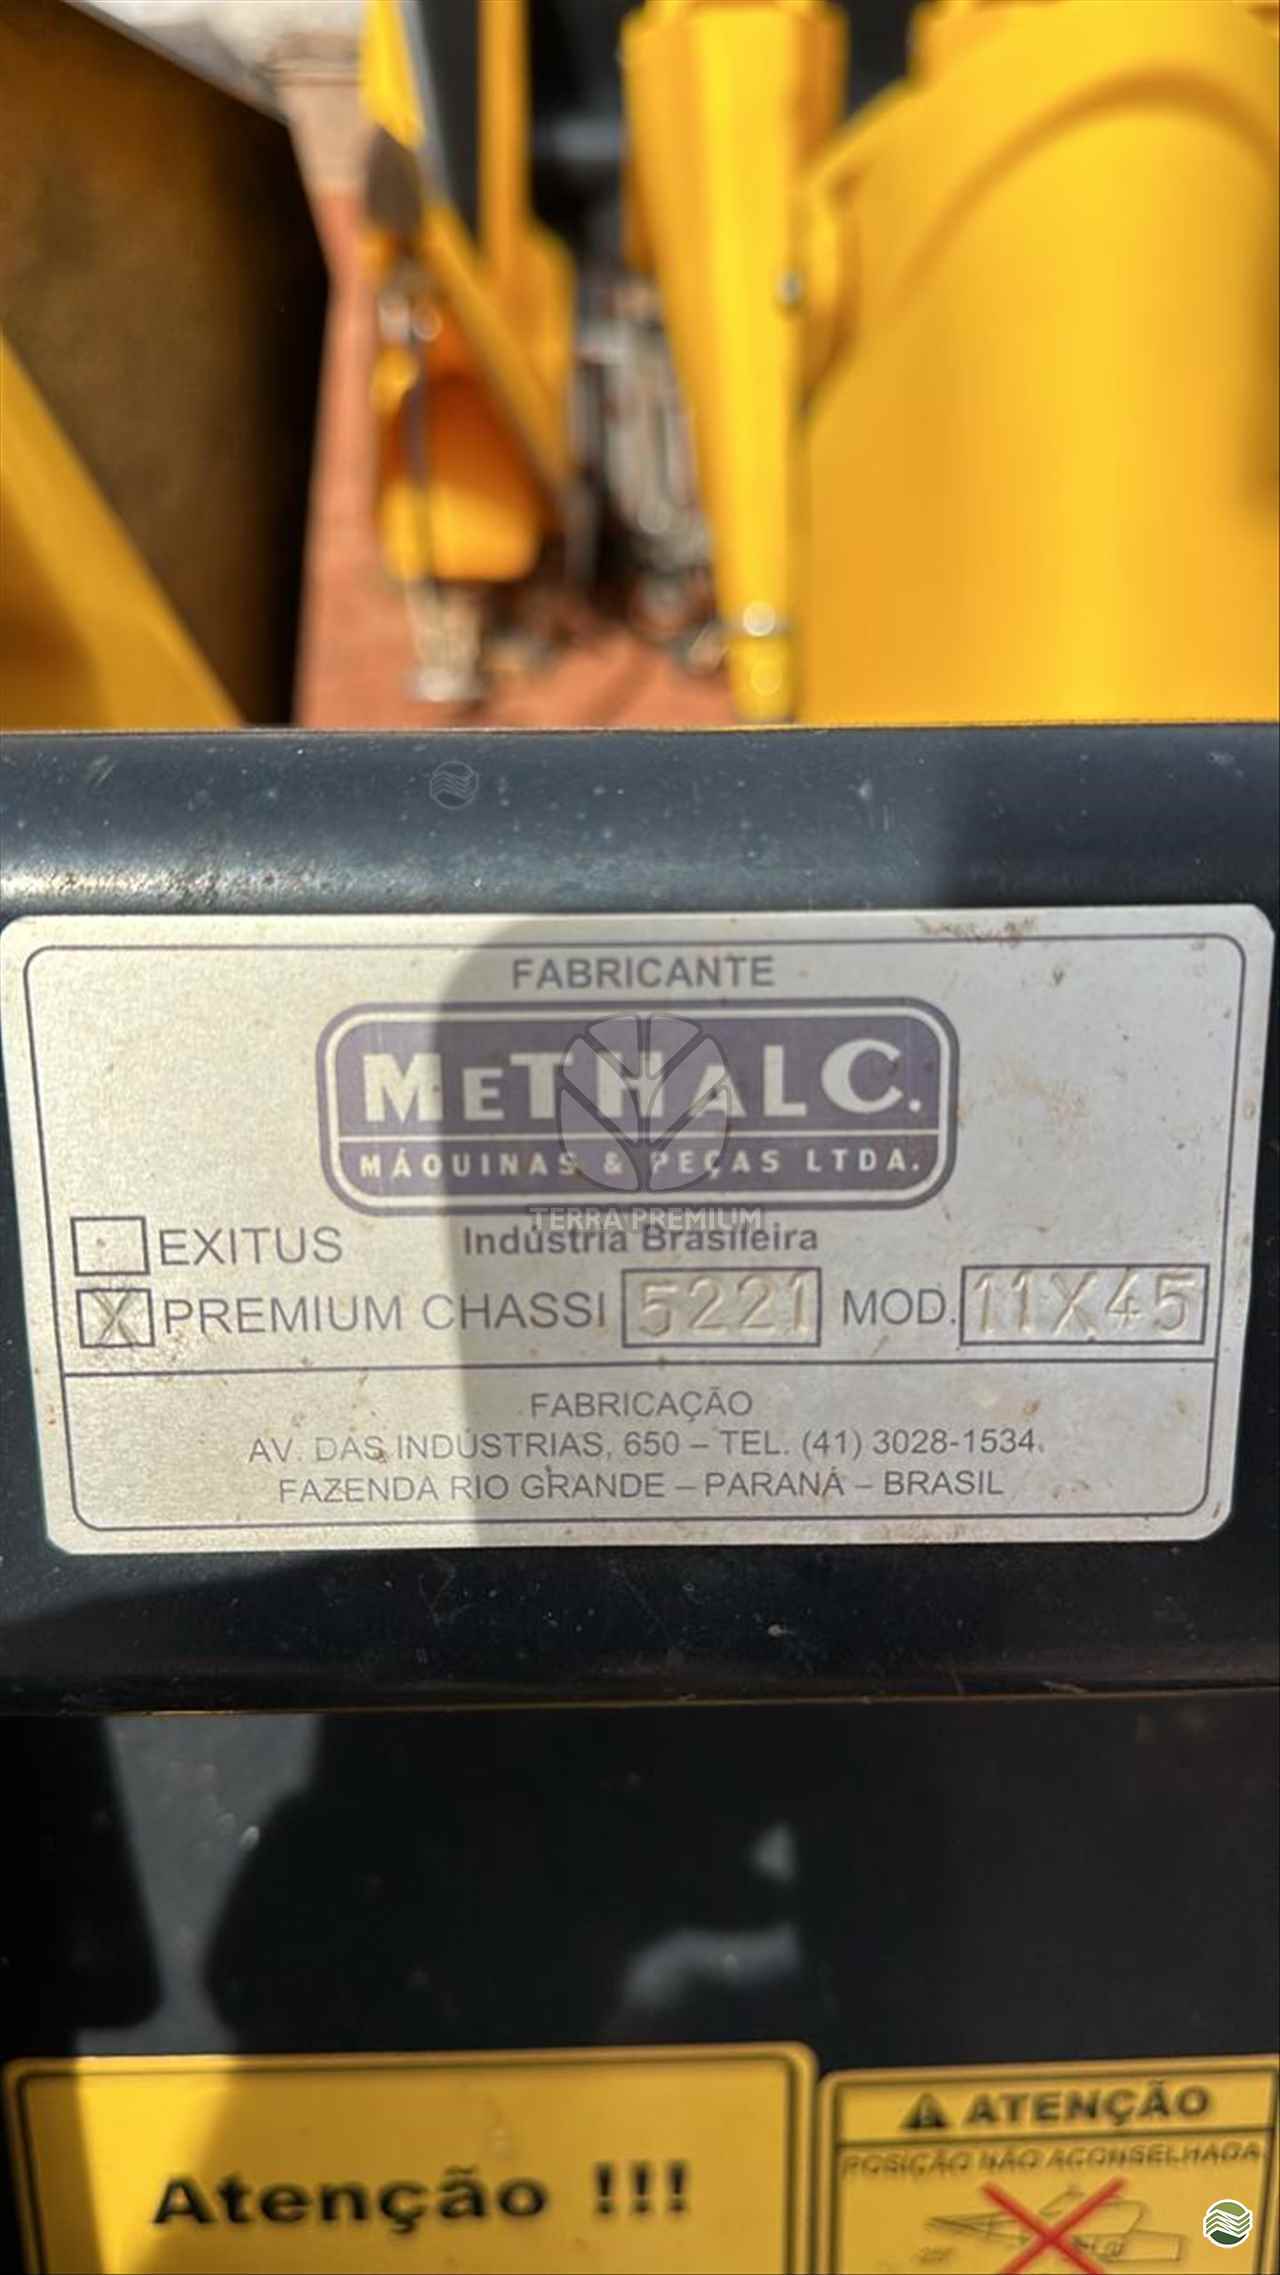 FABRICANTE
METHAL C.
MÁQUINAS & PEÇAS LTDA.
TERRA PREMIUM
EXITUS Indústria Brasileira
X PREMIUM CHASSI 5221 MOD. 11X45
FABRICAÇÃO
AV. DAS INDÚSTRIAS, 650 – TEL. (41) 3028-1534.
FAZENDA RIO GRANDE – PARANÁ – BRASIL
Atenção !!!
ATENÇÃO
POSIÇÃO NÃO ACONSELHADA